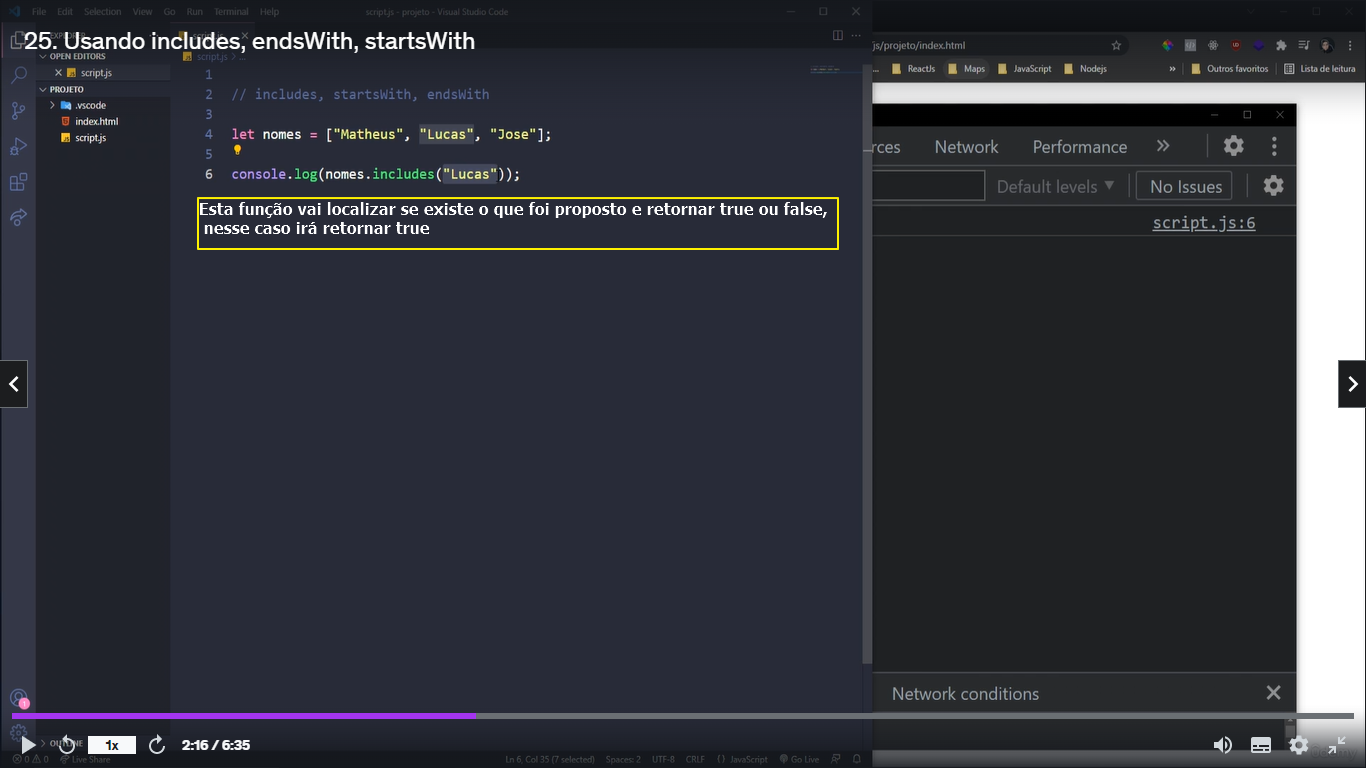 File Edit Selection View Go Run Terminal Help
script.js - projeto - Visual Studio Code
25. Usando includes, endsWith, startsWith
OPEN EDITORS
script.js
PROJETO
.vscode
index.html
script.js
script.js > ...
1
2 // includes, startsWith, endsWith
3
4 let nomes = ["Matheus", "Lucas", "Jose"];
5
6 console.log(nomes.includes("Lucas"));
Esta função vai localizar se existe o que foi proposto e retornar true ou false,
nesse caso irá retornar true
js/projeto/index.html
ReactJs Maps JavaScript Nodejs » Outros favoritos Lista de leitura
rces Network Performance »
Default levels ▼ No Issues
script.js:6
Network conditions
OUTLINE
1x 2:16 / 6:35
0 0 Live Share
Ln 6, Col 35 (7 selected) Spaces: 2 UTF-8 CRLF {} JavaScript Go Live